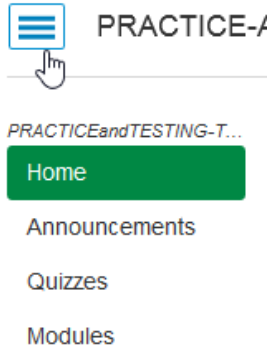 PRACTICE-
PRACTICEandTESTING-T...
Home
Announcements
Quizzes
Modules